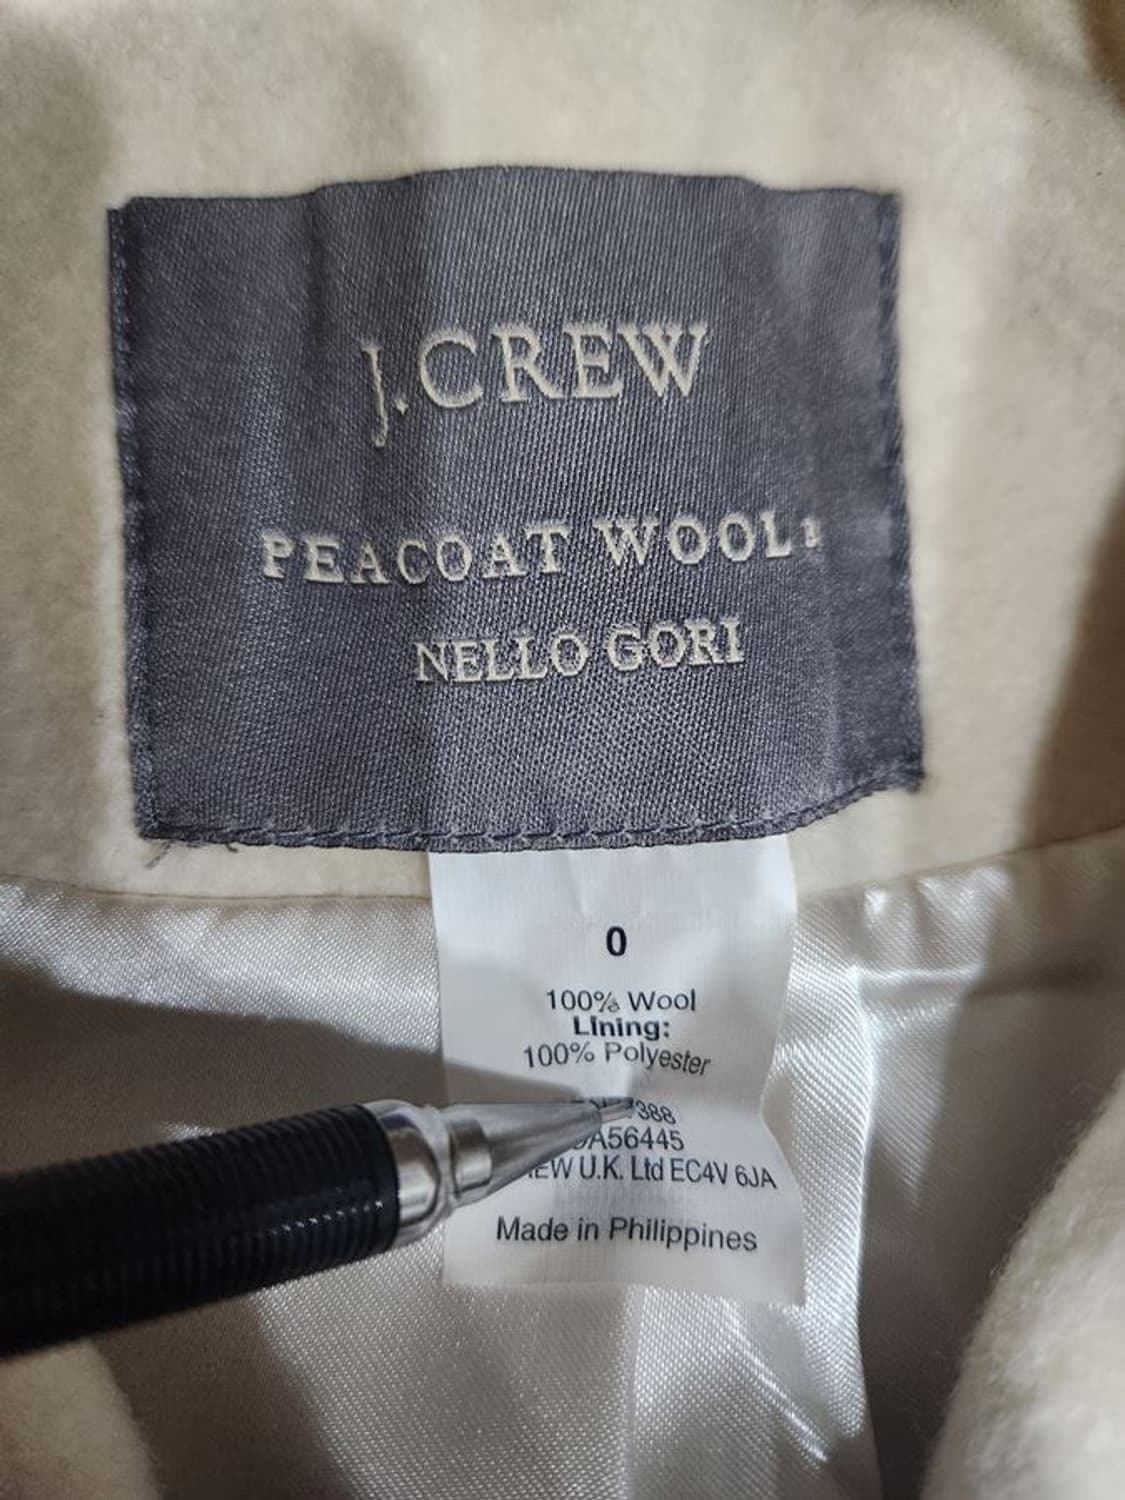 J.CREW
PEACOAT WOOL
NELLO GORI
0
100% Wool
Lining:
100% Polyester
U.K. Ltd EC4V 6JA
Made in Philippines